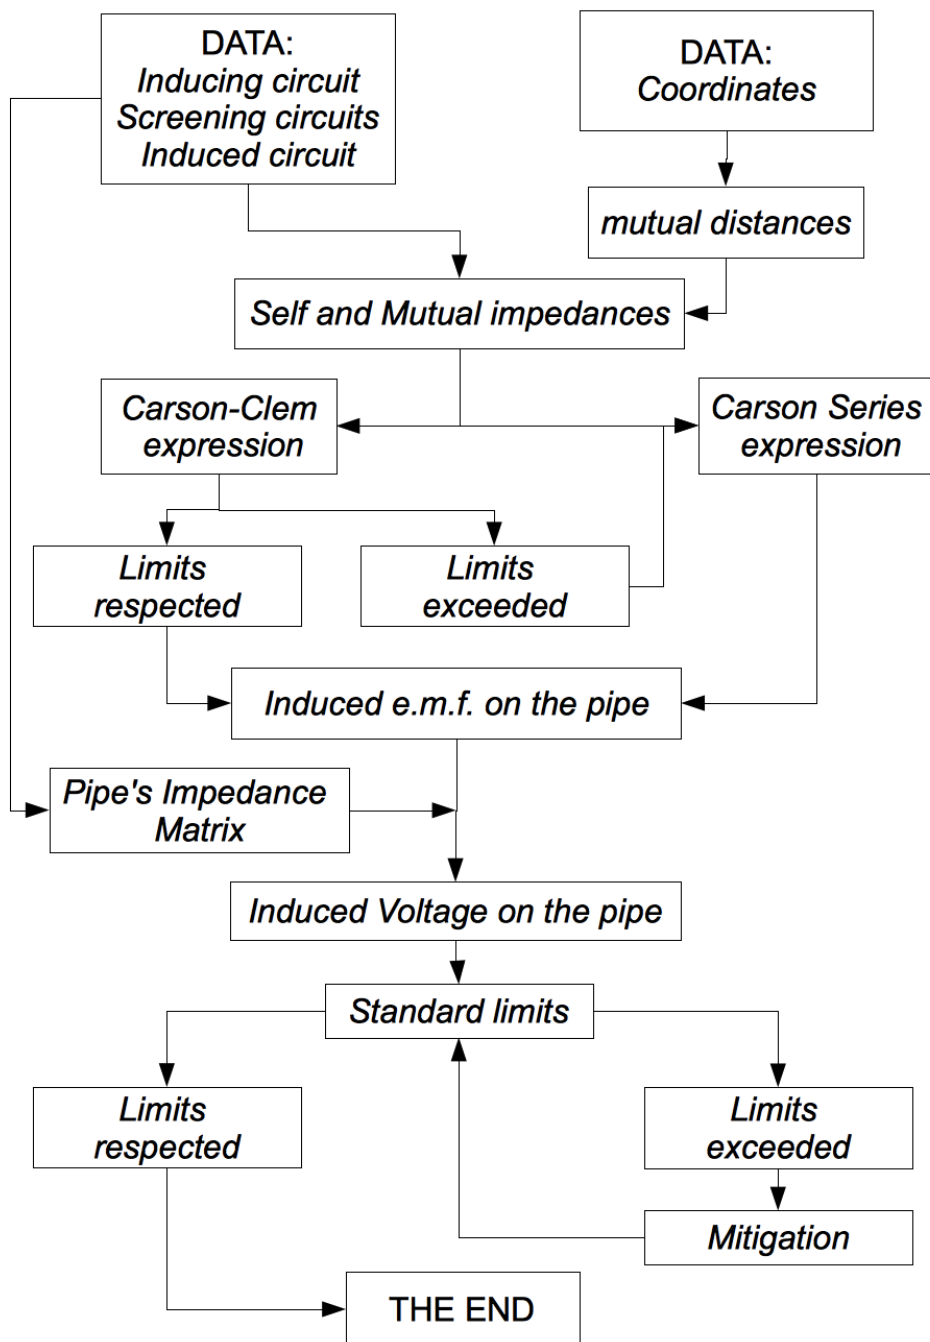 DATA:
Inducing circuit
Screening circuits
Induced circuit
DATA:
Coordinates
mutual distances
Self and Mutual impedances
Carson-Clem
expression
Carson Series
expression
Limits
respected
Limits
exceeded
Induced e.m.f. on the pipe
Pipe's Impedance
Matrix
Induced Voltage on the pipe
Standard limits
Limits
respected
Limits
exceeded
Mitigation
THE END